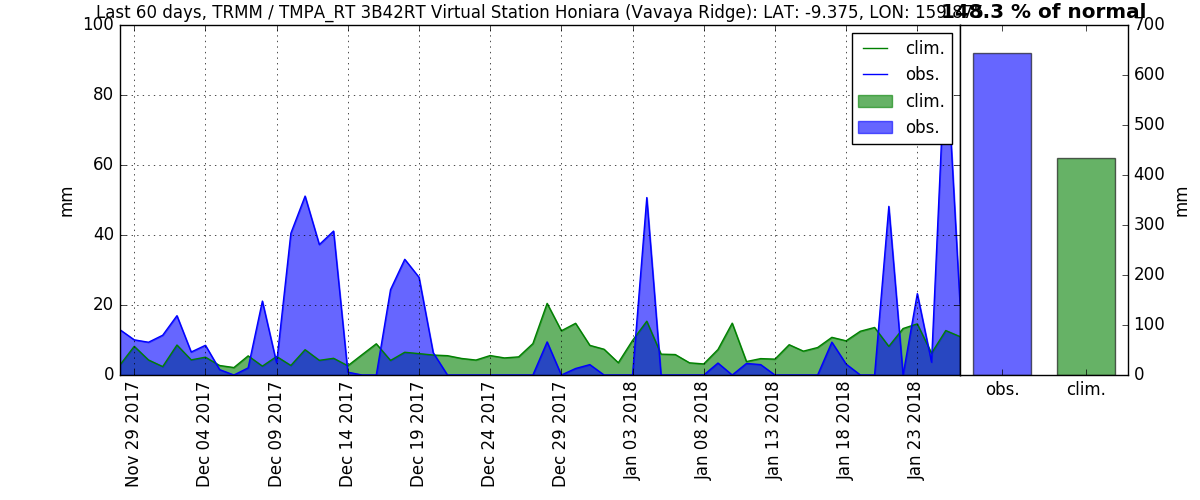 Last 60 days, TRMM / TMPA_RT 3B42RT Virtual Station Honiara (Vavaya Ridge): LAT: -9.375, LON:
148.3 % of normal
100
80
60
40
20
0
mm
clim.
obs.
clim.
obs.
700
600
500
400
300
200
100
0
mm
Nov 29 2017
Dec 04 2017
Dec 09 2017
Dec 14 2017
Dec 19 2017
Dec 24 2017
Dec 29 2017
Jan 03 2018
Jan 08 2018
Jan 13 2018
Jan 18 2018
Jan 23 2018
obs.
clim.